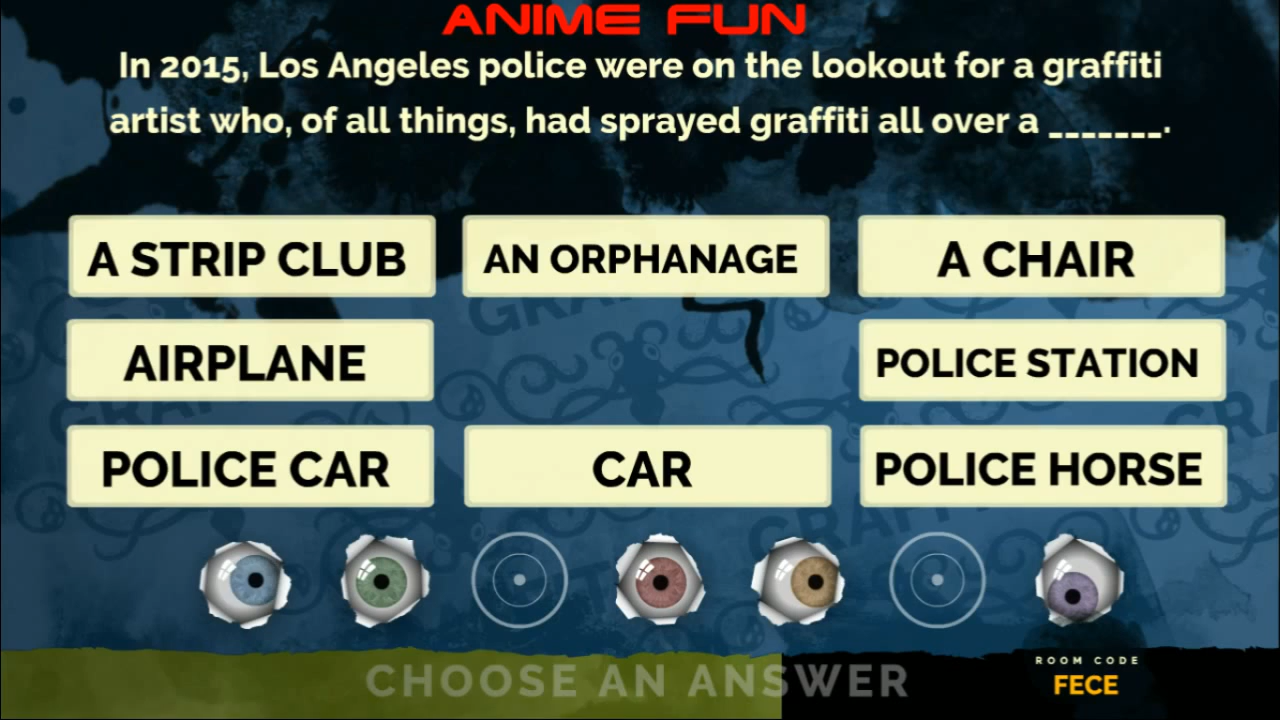 ANIME FUN
In 2015, Los Angeles police were on the lookout for a graffiti
artist who, of all things, had sprayed graffiti all over a _______.
A STRIP CLUB
AN ORPHANAGE
A CHAIR
AIRPLANE
POLICE STATION
POLICE CAR
CAR
POLICE HORSE
CHOOSE AN ANSWER
ROOM CODE
FECE